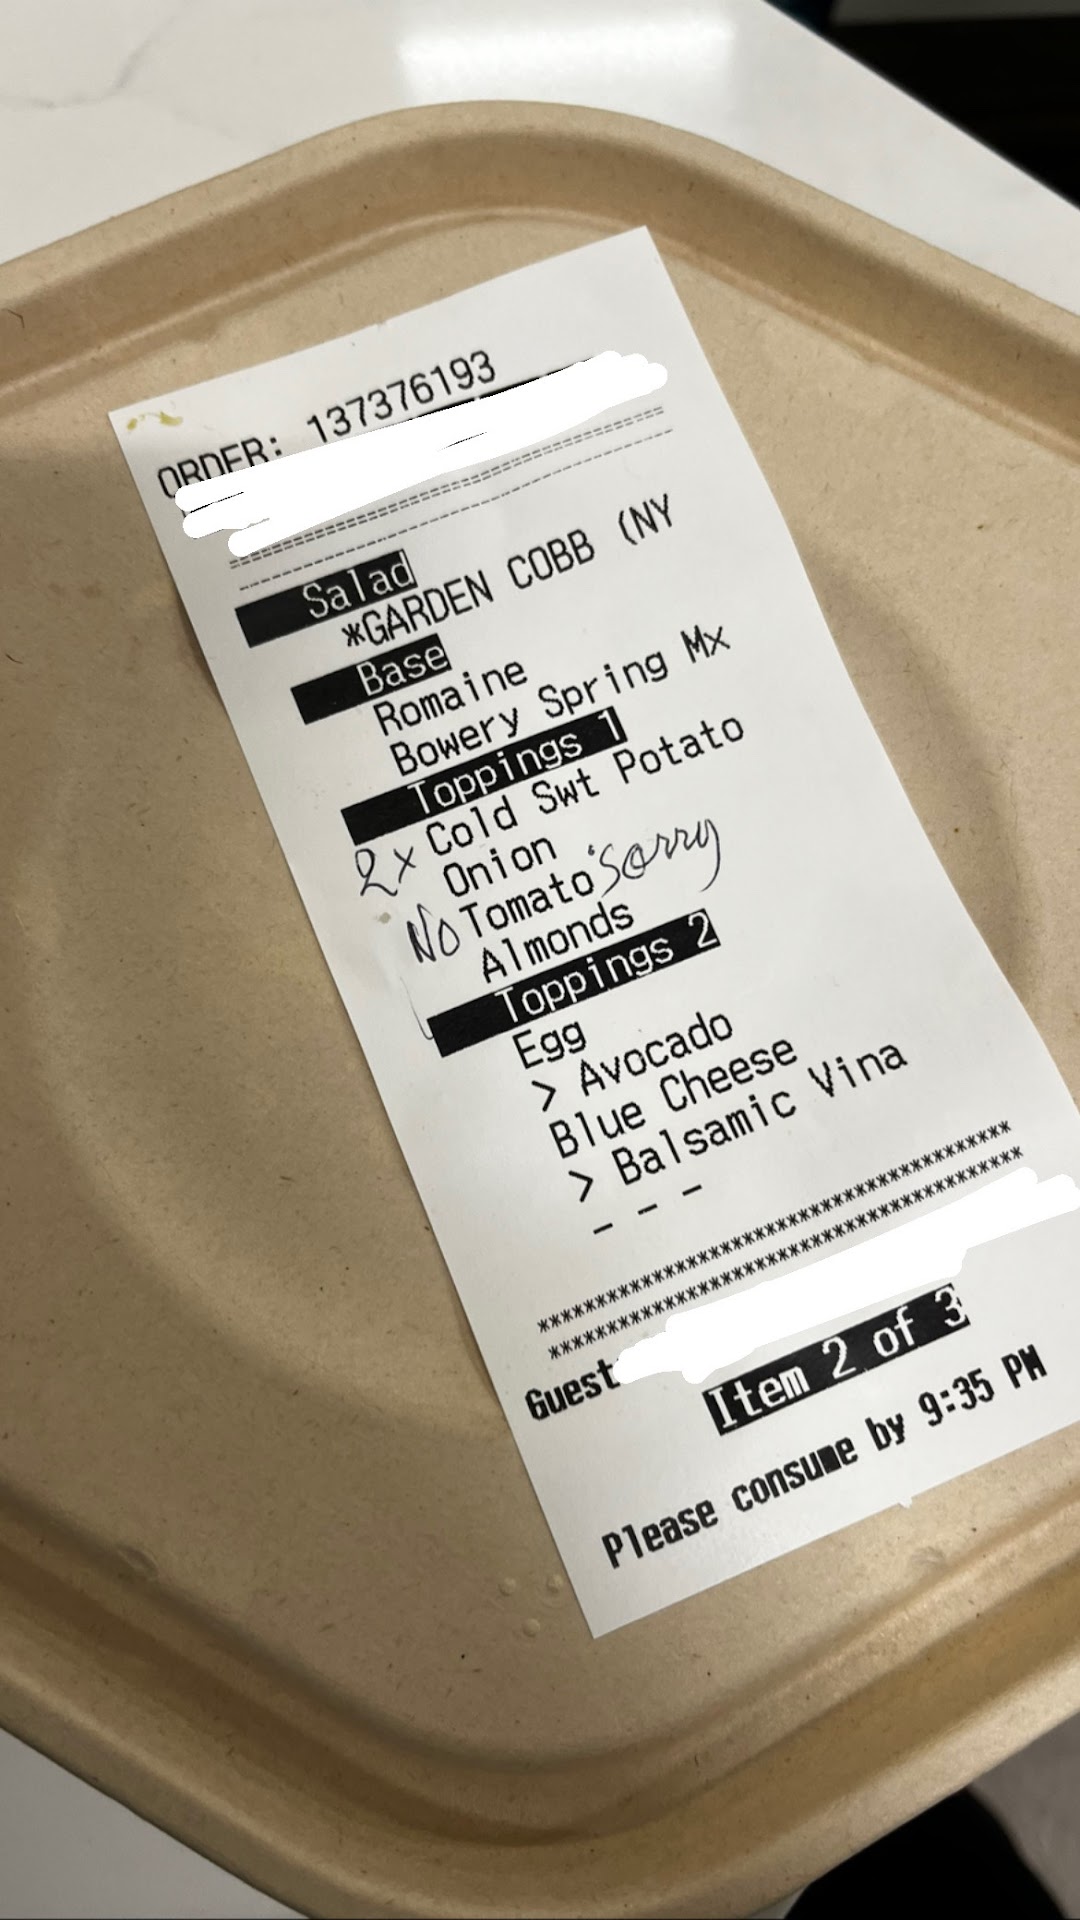 ORDER: 137376193
Salad
*GARDEN COBB (NY
Base
Romaine
Bowery Spring Mx
Toppings 1
2x Cold Swt Potato
Onion
No Tomato sorry
Almonds
Toppings 2
Egg
> Avocado
Blue Cheese
> Balsamic Vina
- - -
****************************************
****************************************
Guest
Item 2 of 3
Please consume by 9:35 PM